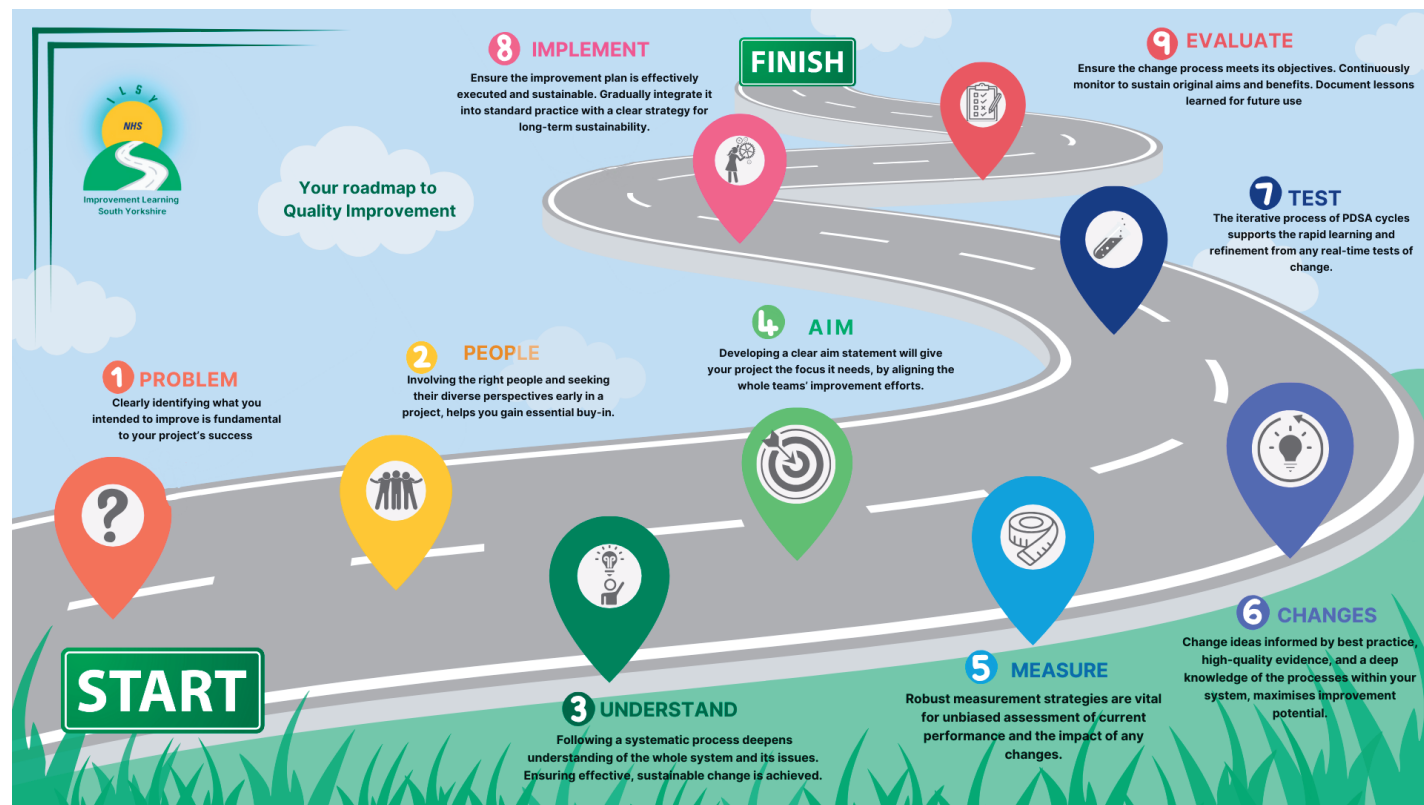 ILSY
NHS
Improvement Learning
South Yorkshire
Your roadmap to
Quality Improvement
START
1 PROBLEM
Clearly identifying what you
intended to improve is fundamental
to your project's success
2 PEOPLE
Involving the right people and seeking
their diverse perspectives early in a
project, helps you gain essential buy-in.
3 UNDERSTAND
Following a systematic process deepens
understanding of the whole system and its issues.
Ensuring effective, sustainable change is achieved.
4 AIM
Developing a clear aim statement will give
your project the focus it needs, by aligning the
whole teams' improvement efforts.
5 MEASURE
Robust measurement strategies are vital
for unbiased assessment of current
performance and the impact of any
changes.
6 CHANGES
Change ideas informed by best practice,
high-quality evidence, and a deep
knowledge of the processes within your
system, maximises improvement
potential.
7 TEST
The iterative process of PDSA cycles
supports the rapid learning and
refinement from any real-time tests of
change.
8 IMPLEMENT
Ensure the improvement plan is effectively
executed and sustainable. Gradually integrate it
into standard practice with a clear strategy for
long-term sustainability.
9 EVALUATE
Ensure the change process meets its objectives. Continuously
monitor to sustain original aims and benefits. Document lessons
learned for future use
FINISH